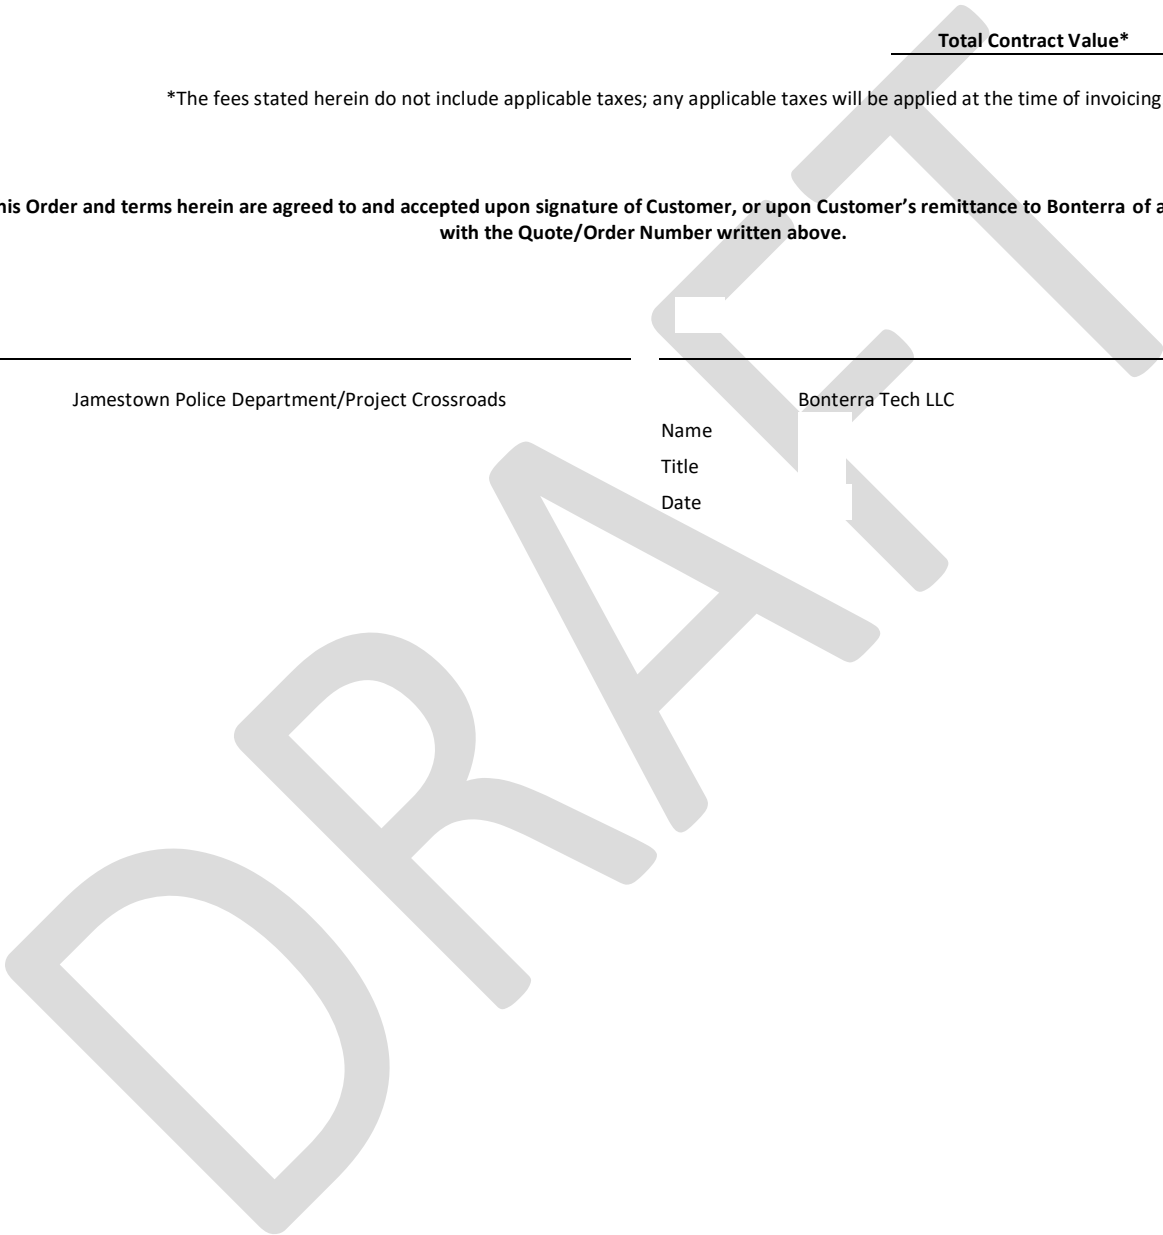 Total Contract Value*
*The fees stated herein do not include applicable taxes; any applicable taxes will be applied at the time of invoicing
Order and terms herein are agreed to and accepted upon signature of Customer, or upon Customer’s remittance to Bonterra of
with the Quote/Order Number written above.
Jamestown Police Department/Project Crossroads
Bonterra Tech LLC
Name
Title
Date
DRAFT